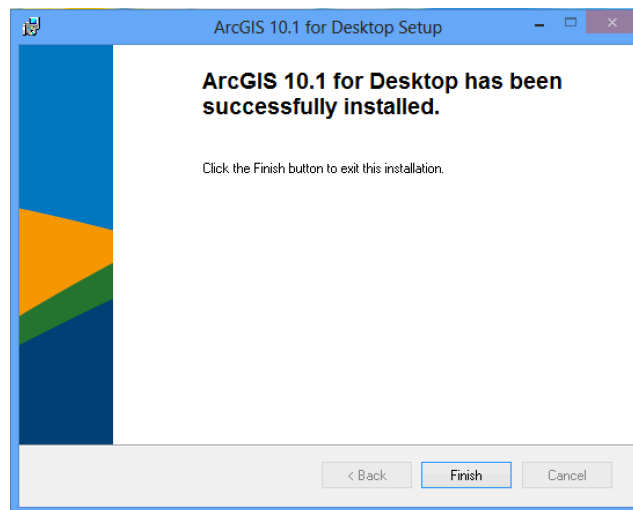 ArcGIS 10.1 for Desktop Setup
ArcGIS 10.1 for Desktop has been
successfully installed.
Click the Finish button to exit this installation.
< Back Finish Cancel